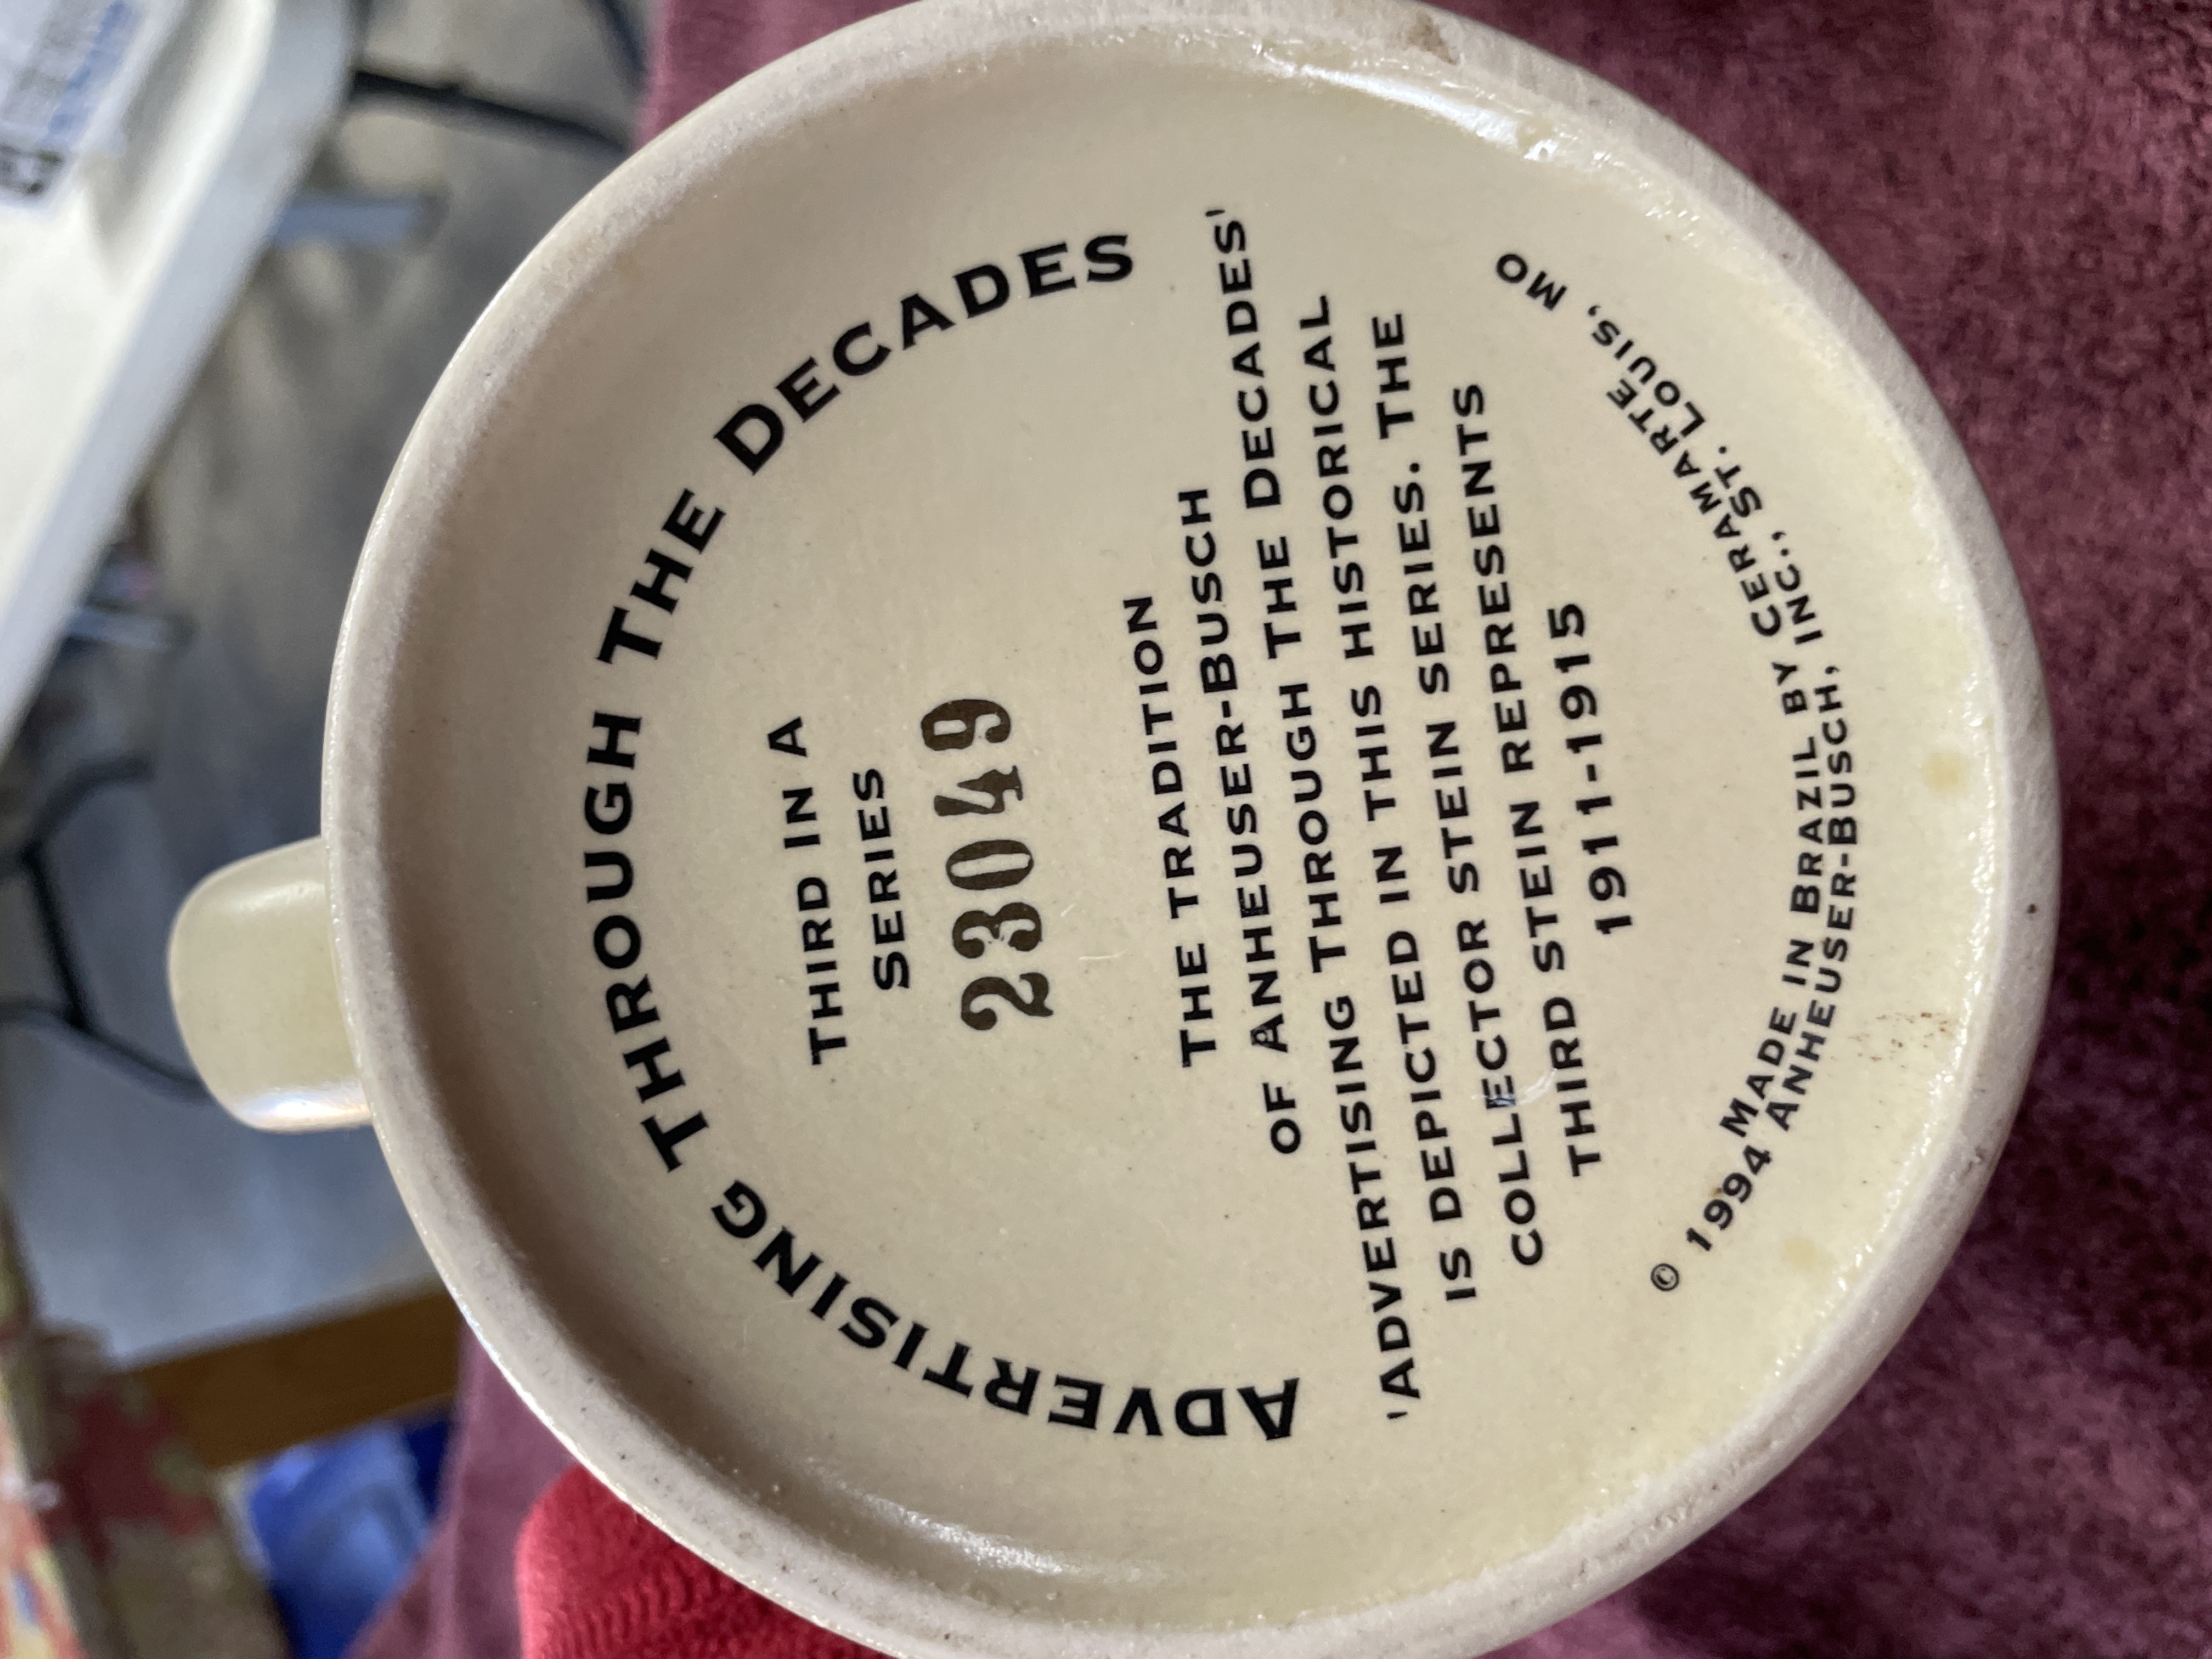 ADVERTISING THROUGH THE DECADES
THIRD IN A
SERIES
23049
THE TRADITION
OF ANHEUSER-BUSCH
'ADVERTISING THROUGH THE DECADES'
IS DEPICTED IN THIS HISTORICAL
COLLECTOR STEIN SERIES. THE
THIRD STEIN REPRESENTS
1911-1915
MADE IN BRAZIL BY CERAMARTE
© 1994 ANHEUSER-BUSCH, INC., ST. LOUIS, MO